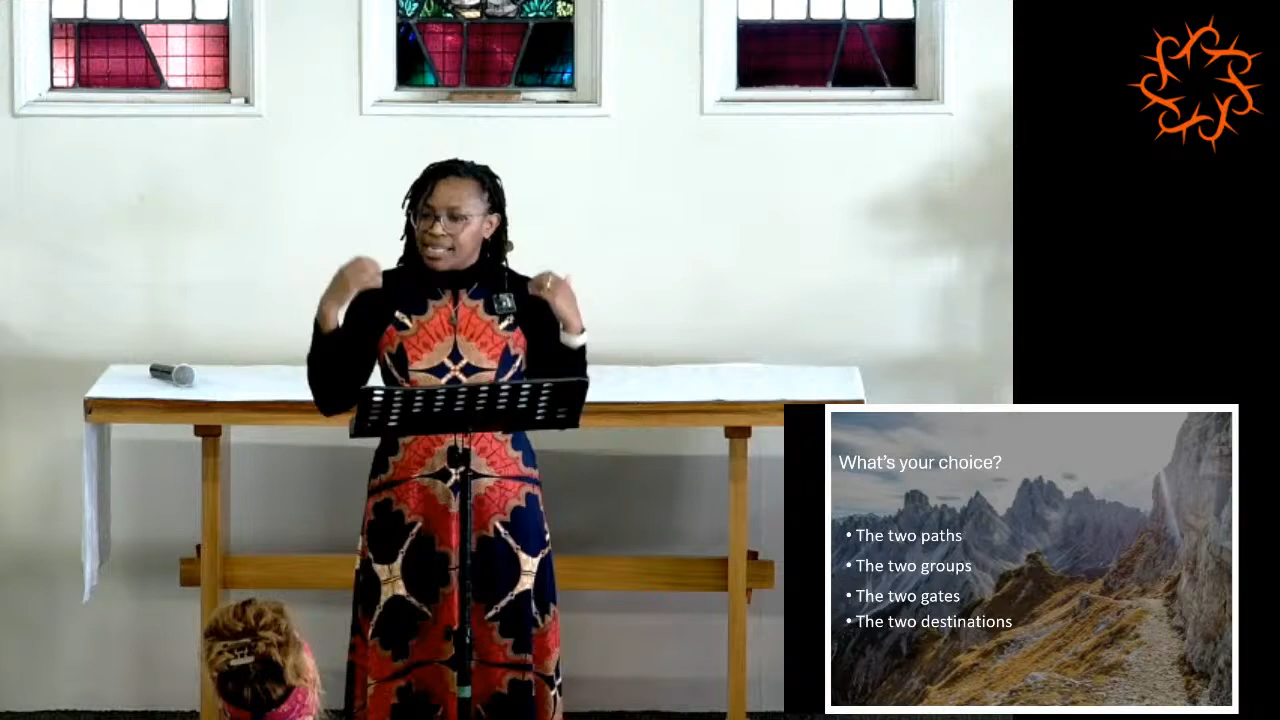 What's your choice?
• The two paths
• The two groups
• The two gates
• The two destinations